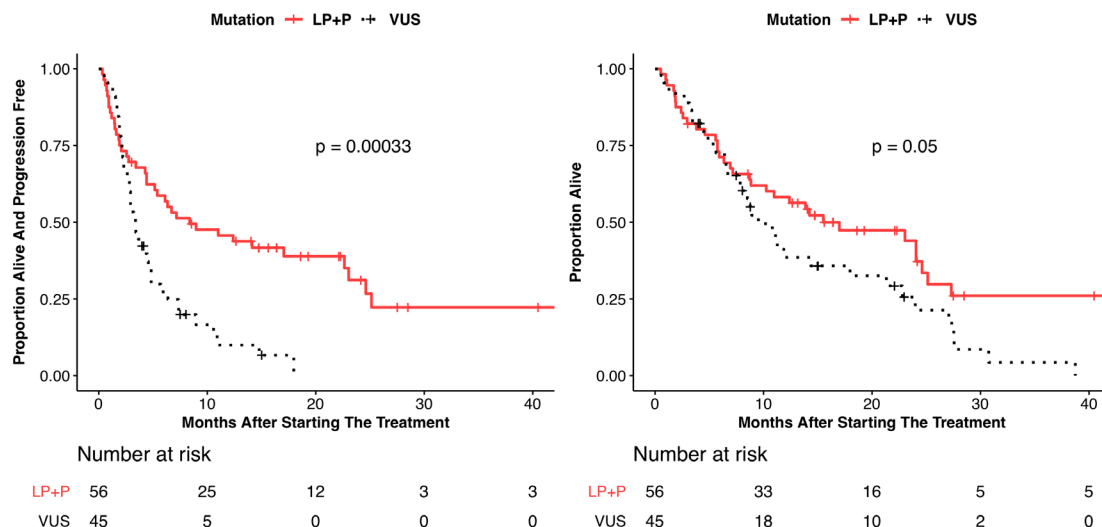 Mutation LP+P VUS
Proportion Alive And Progression Free
1.00
0.75
0.50
0.25
0.00
p = 0.00033
0 10 20 30 40
Months After Starting The Treatment
Number at risk
LP+P 56 25 12 3 3
VUS 45 5 0 0 0
Mutation LP+P VUS
Proportion Alive
1.00
0.75
0.50
0.25
0.00
p = 0.05
0 10 20 30 40
Months After Starting The Treatment
Number at risk
LP+P 56 33 16 5 5
VUS 45 18 10 2 0